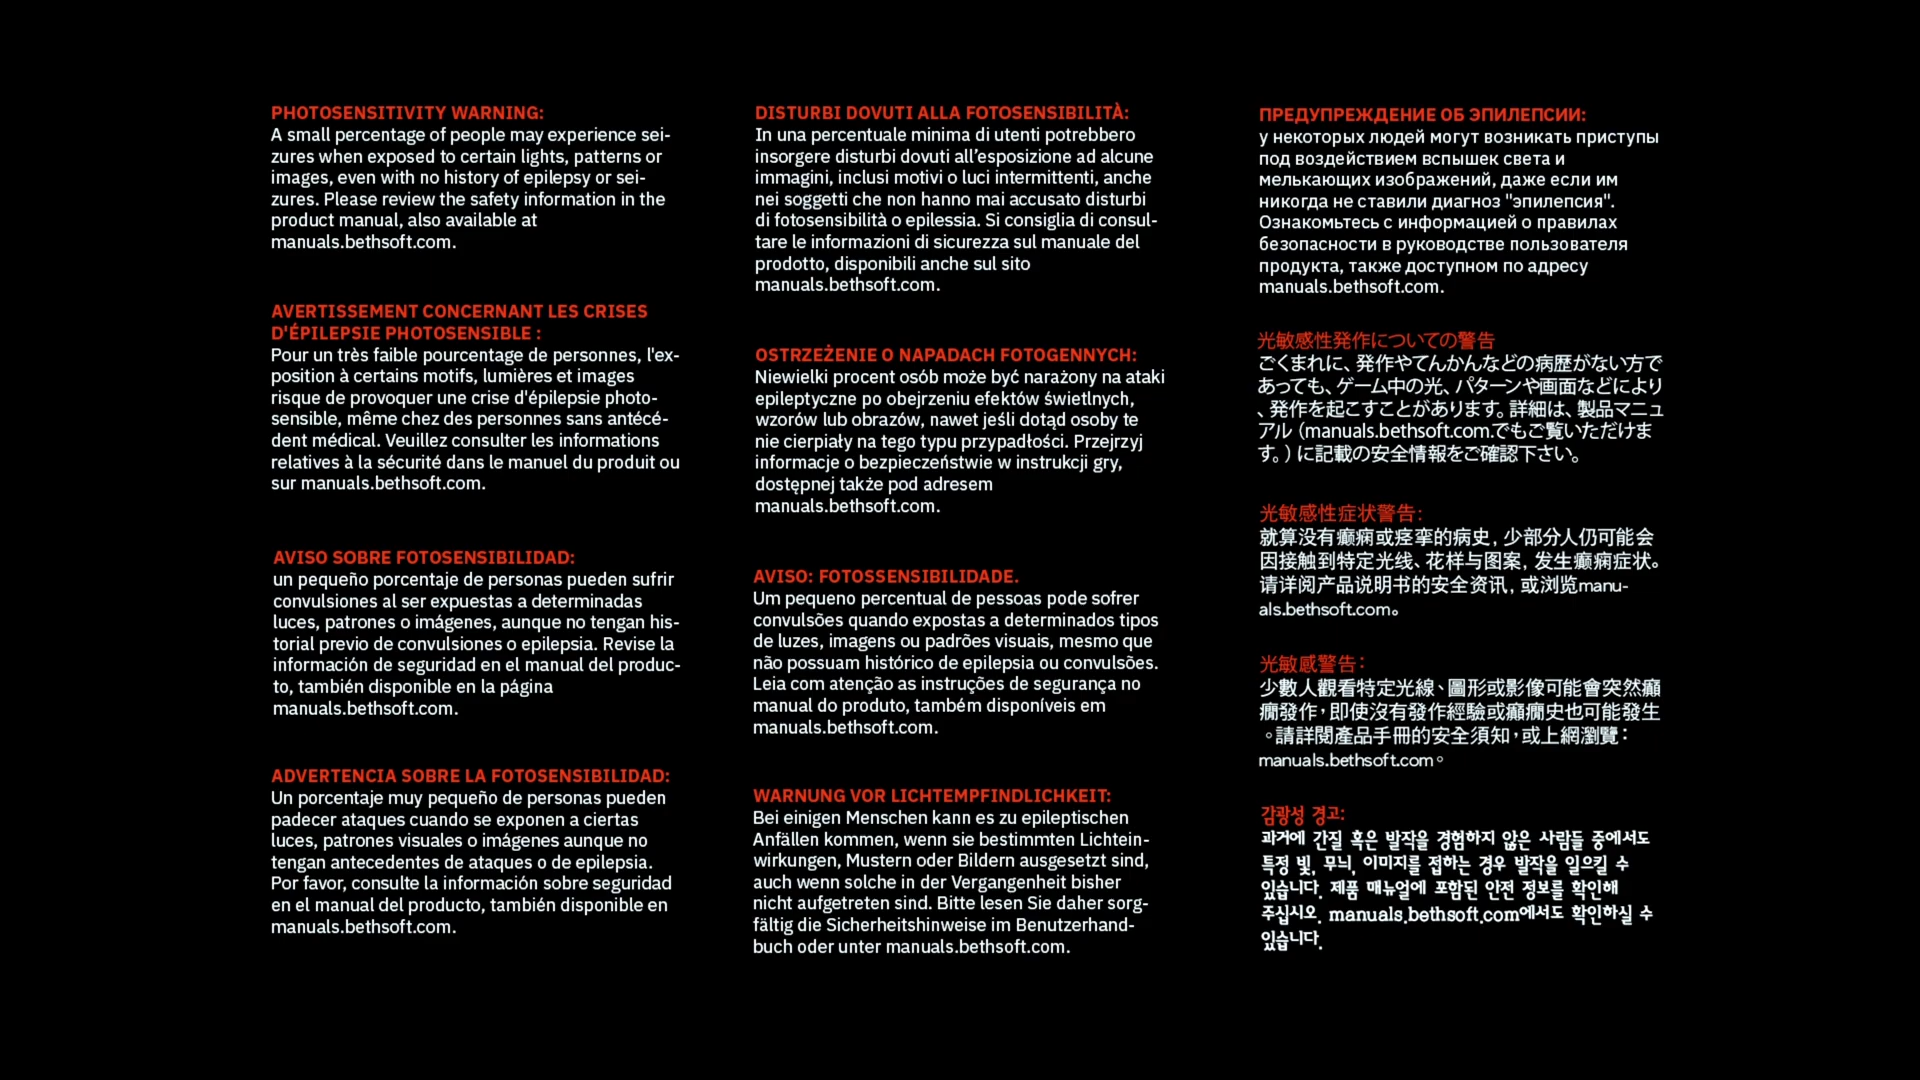 PHOTOSENSITIVITY WARNING:
A small percentage of people may experience sei-
zures when exposed to certain lights, patterns or
images, even with no history of epilepsy or sei-
zures. Please review the safety information in the
product manual, also available at
manuals.bethsoft.com.
AVERTISSEMENT CONCERNANT LES CRISES
D'ÉPILEPSIE PHOTOSENSIBLE :
Pour un très faible pourcentage de personnes, l'ex-
position à certains motifs, lumières et images
risque de provoquer une crise d'épilepsie photo-
sensible, même chez des personnes sans antécé-
dent médical. Veuillez consulter les informations
relatives à la sécurité dans le manuel du produit ou
sur manuals.bethsoft.com.
AVISO SOBRE FOTOSENSIBILIDAD:
un pequeño porcentaje de personas pueden sufrir
convulsiones al ser expuestas a determinadas
luces, patrones o imágenes, aunque no tengan his-
torial previo de convulsiones o epilepsia. Revise la
información de seguridad en el manual del produc-
to, también disponible en la página
manuals.bethsoft.com.
ADVERTENCIA SOBRE LA FOTOSENSIBILIDAD:
Un porcentaje muy pequeño de personas pueden
padecer ataques cuando se exponen a ciertas
luces, patrones visuales o imágenes aunque no
tengan antecedentes de ataques o de epilepsia.
Por favor, consulte la información sobre seguridad
en el manual del producto, también disponible en
manuals.bethsoft.com.
DISTURBI DOVUTI ALLA FOTOSENSIBILITÀ:
In una percentuale minima di utenti potrebbero
insorgere disturbi dovuti all’esposizione ad alcune
immagini, inclusi motivi o luci intermittenti, anche
nei soggetti che non hanno mai accusato disturbi
di fotosensibilità o epilessia. Si consiglia di consul-
tare le informazioni di sicurezza sul manuale del
prodotto, disponibili anche sul sito
manuals.bethsoft.com.
OSTRZEŻENIE O NAPADACH FOTOGENNYCH:
Niewielki procent osób może być narażony na ataki
epileptyczne po obejrzeniu efektów świetlnych,
wzorów lub obrazów, nawet jeśli dotąd osoby te
nie cierpiały na tego typu przypadłości. Przejrzyj
informacje o bezpieczeństwie w instrukcji gry,
dostępnej także pod adresem
manuals.bethsoft.com.
AVISO: FOTOSSENSIBILIDADE.
Um pequeno percentual de pessoas pode sofrer
convulsões quando expostas a determinados tipos
de luzes, imagens ou padrões visuais, mesmo que
não possuam histórico de epilepsia ou convulsões.
Leia com atenção as instruções de segurança no
manual do produto, também disponíveis em
manuals.bethsoft.com.
WARNUNG VOR LICHTEMPFINDLICHKEIT:
Bei einigen Menschen kann es zu epileptischen
Anfällen kommen, wenn sie bestimmten Lichtein-
wirkungen, Mustern oder Bildern ausgesetzt sind,
auch wenn solche in der Vergangenheit bisher
nicht aufgetreten sind. Bitte lesen Sie daher sorg-
fältig die Sicherheitshinweise im Benutzerhand-
buch oder unter manuals.bethsoft.com.
ПРЕДУПРЕЖДЕНИЕ ОБ ЭПИЛЕПСИИ:
у некоторых людей могут возникать приступы
под воздействием вспышек света и
мелькающих изображений, даже если им
никогда не ставили диагноз "эпилепсия".
Ознакомьтесь с информацией о правилах
безопасности в руководстве пользователя
продукта, также доступном по адресу
manuals.bethsoft.com.
光敏感性発作についての警告
ごくまれに、発作やてんかんなどの病歴がない方で
あっても、ゲーム中の光、パターンや画面などにより
、発作を起こすことがあります。詳細は、製品マニュ
アル（manuals.bethsoft.com.でもご覧いただけま
す。）に記載の安全情報をご確認下さい。
光敏感性症状警告：
就算没有癫痫或痉挛的病史，少部分人仍可能会
因接触到特定光线、花样与图案，发生癫痫症状。
请详阅产品说明书的安全资讯，或浏览manu-
als.bethsoft.com。
光敏感警告：
少數人觀看特定光線、圖形或影像可能會突然癲
癇發作，即使沒有發作經驗或癲癇史也可能發生
。請詳閱產品手冊的安全須知，或上網瀏覽：
manuals.bethsoft.com。
감광성 경고:
과거에 간질 혹은 발작을 경험하지 않은 사람들 중에서도
특정 빛, 무늬, 이미지를 접하는 경우 발작을 일으킬 수
있습니다. 제품 매뉴얼에 포함된 안전 정보를 확인해
주십시오. manuals.bethsoft.com에서도 확인하실 수
있습니다.